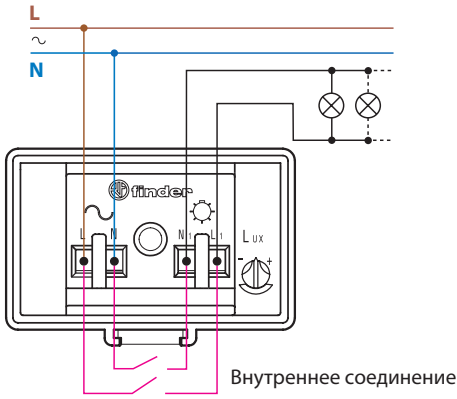 L
N
finder
L N N1 L1
LUX
- +
Внутреннее соединение